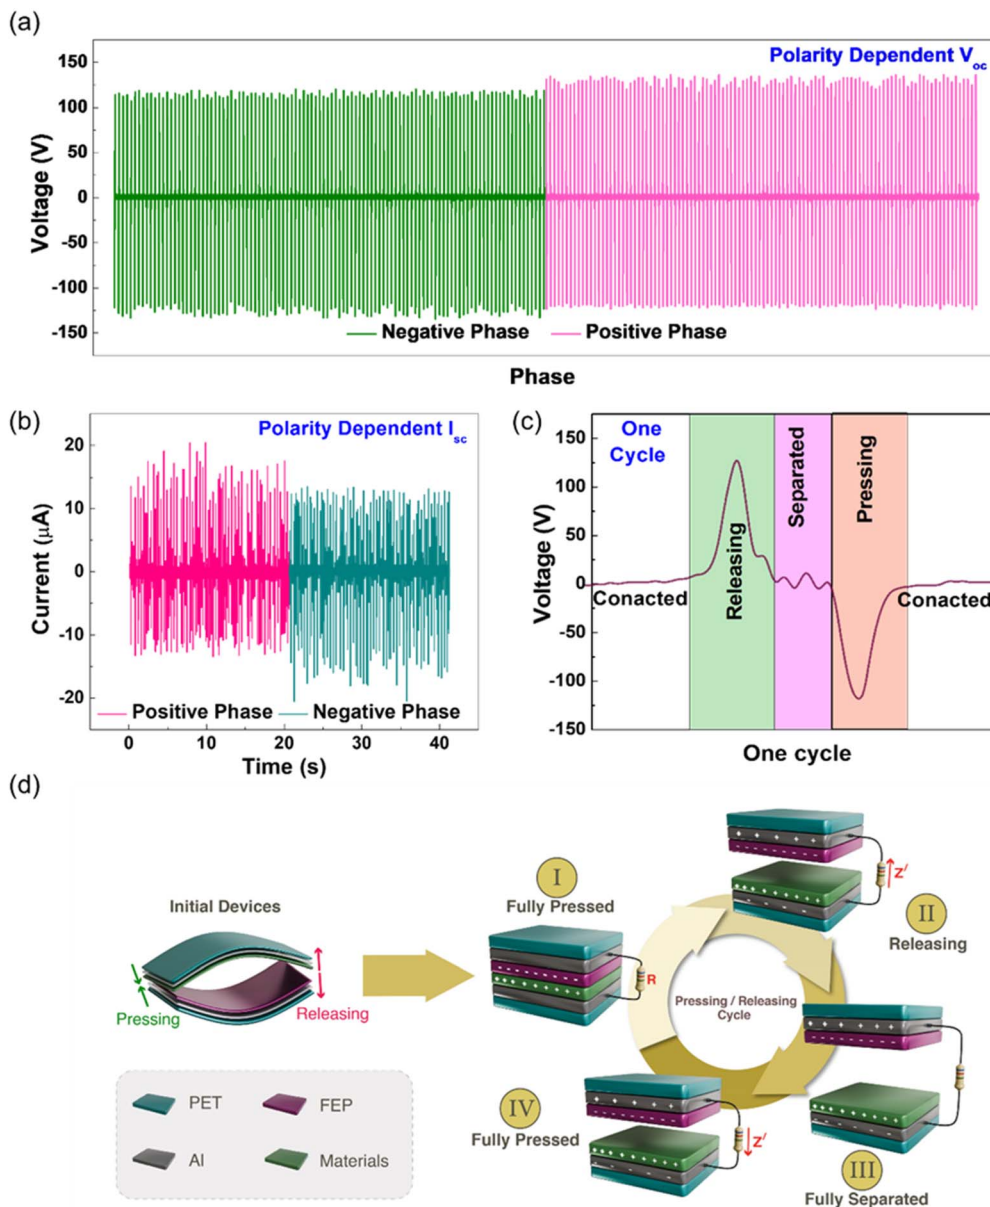 (a)
Polarity Dependent Voc
150
100
50
0
-50
-100
-150
Voltage (V)
Negative Phase
Positive Phase
Phase
(b)
Polarity Dependent Isc
20
10
0
-10
-20
Current (μA)
Positive Phase
Negative Phase
0
10
20
30
40
Time (s)
(c)
One
Cycle
150
100
50
0
-50
-100
-150
Voltage (V)
Conacted
Releasing
Separated
Pressing
Conacted
One cycle
(d)
Initial Devices
Pressing
Releasing
I
Fully Pressed
R
II
Releasing
Z′
Pressing / Releasing
Cycle
III
Fully Separated
IV
Fully Pressed
Z′
PET
FEP
Al
Materials